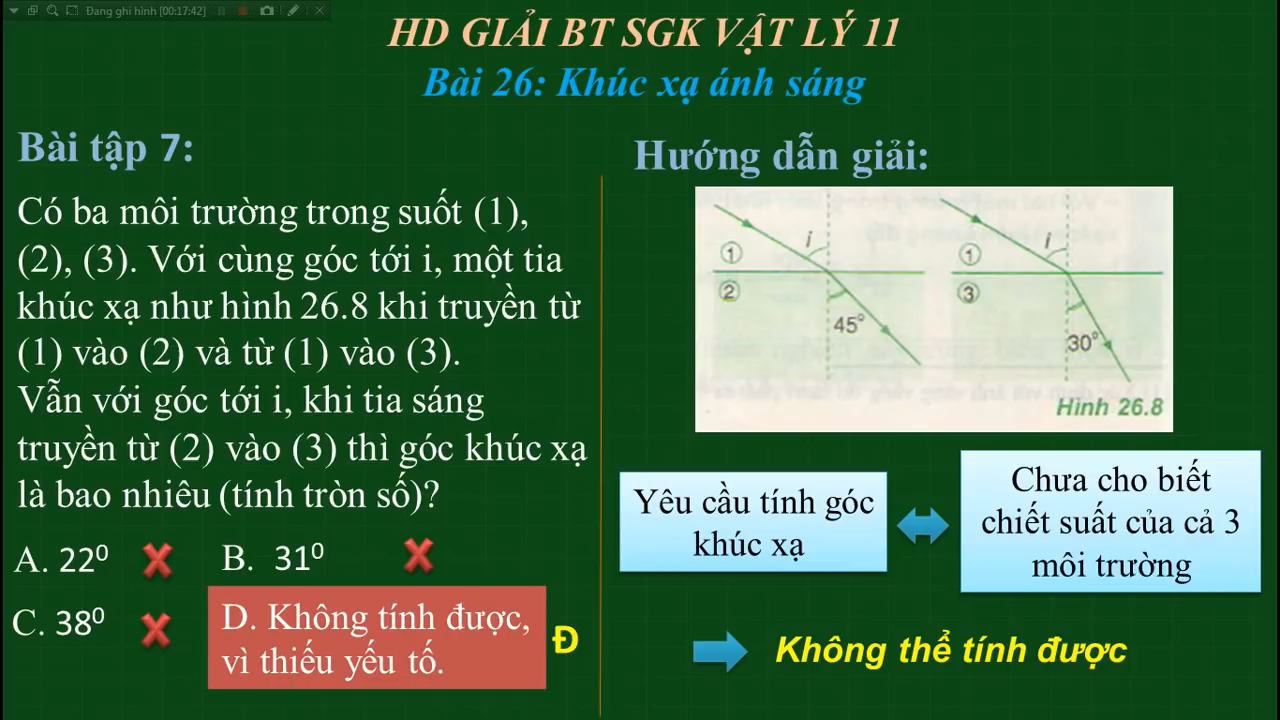 Đang ghi hình [00:17:42]
HD GIẢI BT SGK VẬT LÝ 11
Bài 26: Khúc xạ ánh sáng
Bài tập 7:
Có ba môi trường trong suốt (1),
(2), (3). Với cùng góc tới i, một tia
khúc xạ như hình 26.8 khi truyền từ
(1) vào (2) và từ (1) vào (3).
Vẫn với góc tới i, khi tia sáng
truyền từ (2) vào (3) thì góc khúc xạ
là bao nhiêu (tính tròn số)?
A. 22⁰
B. 31⁰
C. 38⁰
D. Không tính được,
vì thiếu yếu tố.
Đ
Hướng dẫn giải:
① i
② 45°
① i
③ 30°
Hình 26.8
Yêu cầu tính góc
khúc xạ
Chưa cho biết
chiết suất của cả 3
môi trường
Không thể tính được